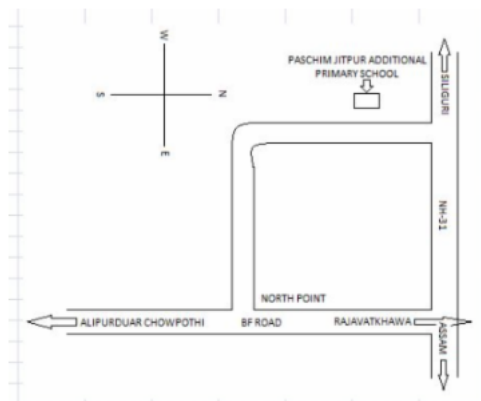 W
PASCHIM JITPUR ADDITIONAL
PRIMARY SCHOOL
SILIGURI
S
N
E
NH-31
NORTH POINT
ALIPURDUAR CHOWPOTHI
BF ROAD
RAJAVATKHAWA
ASSAM